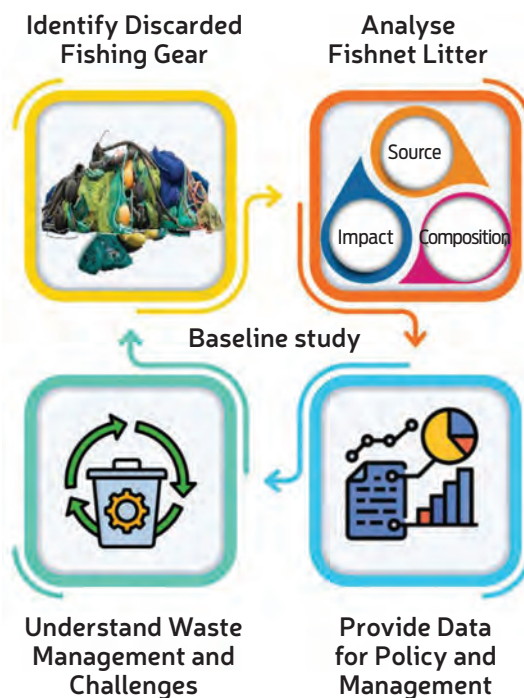 Identify Discarded
Fishing Gear
Analyse
Fishnet Litter
Source
Impact
Composition
Baseline study
Understand Waste
Management and
Challenges
Provide Data
for Policy and
Management